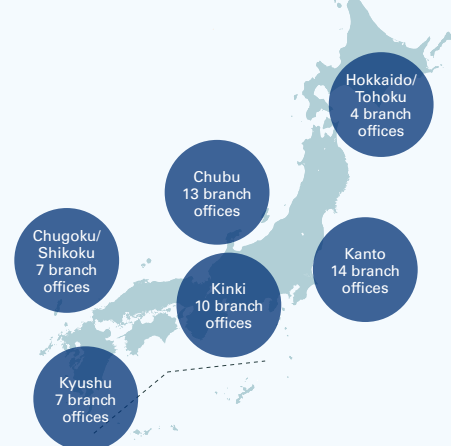 Hokkaido/
Tohoku
4 branch
offices
Chubu
13 branch
offices
Chugoku/
Shikoku
7 branch
offices
Kanto
14 branch
offices
Kinki
10 branch
offices
Kyushu
7 branch
offices